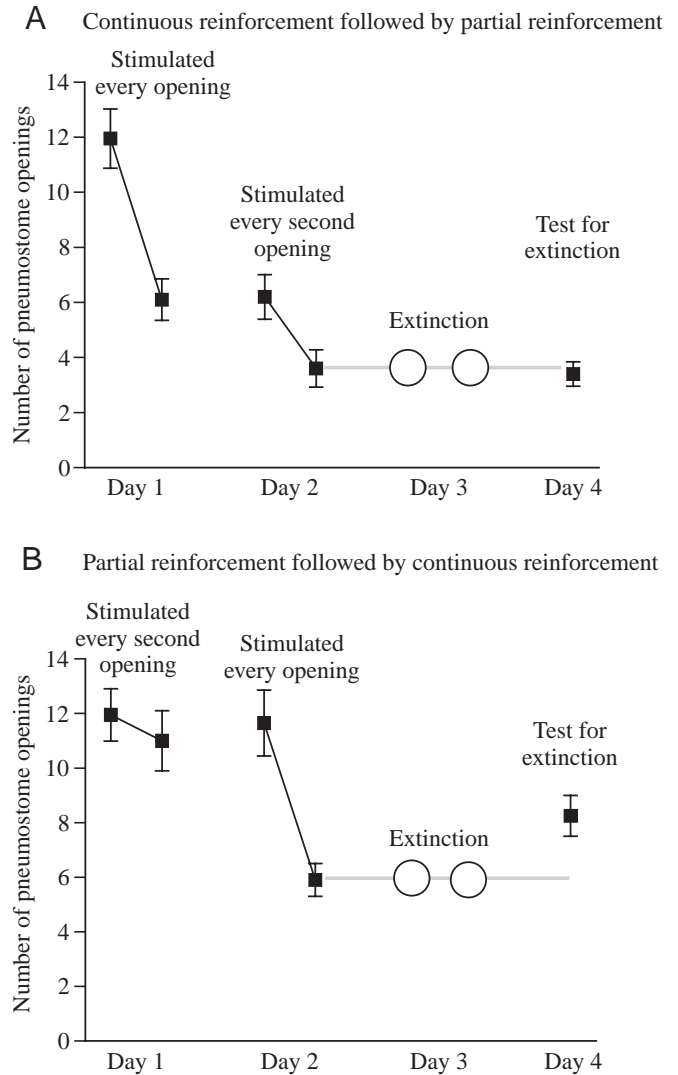 A Continuous reinforcement followed by partial reinforcement
Stimulated
every opening
Stimulated
every second
opening
Test for
extinction
Extinction
Number of pneumostome openings
14
12
10
8
6
4
2
0
Day 1 Day 2 Day 3 Day 4
B Partial reinforcement followed by continuous reinforcement
Stimulated
every second
opening
Stimulated
every opening
Test for
extinction
Extinction
Number of pneumostome openings
14
12
10
8
6
4
2
0
Day 1 Day 2 Day 3 Day 4